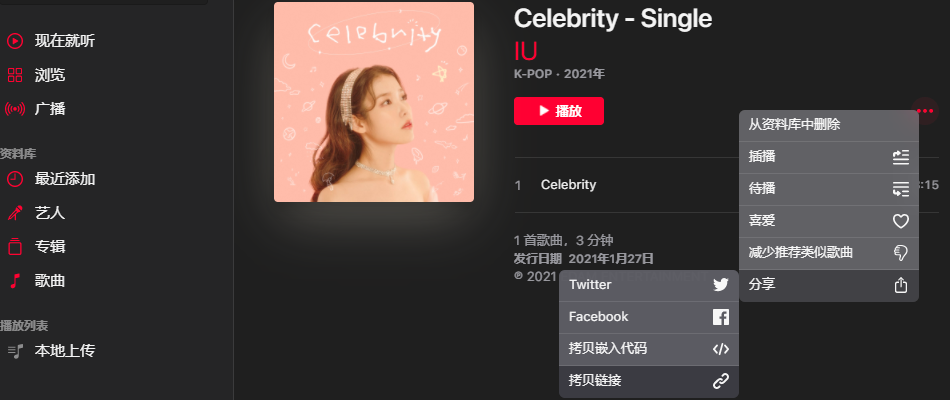 现在就听
浏览
广播
资料库
最近添加
艺人
专辑
歌曲
播放列表
本地上传
celebrity
Celebrity - Single
IU
K-POP · 2021年
播放
1 Celebrity :15
1 首歌曲，3 分钟
发行日期 2021年1月27日
℗ 2021
从资料库中删除
插播
待播
喜爱
减少推荐类似歌曲
分享
Twitter
Facebook
拷贝嵌入代码
拷贝链接